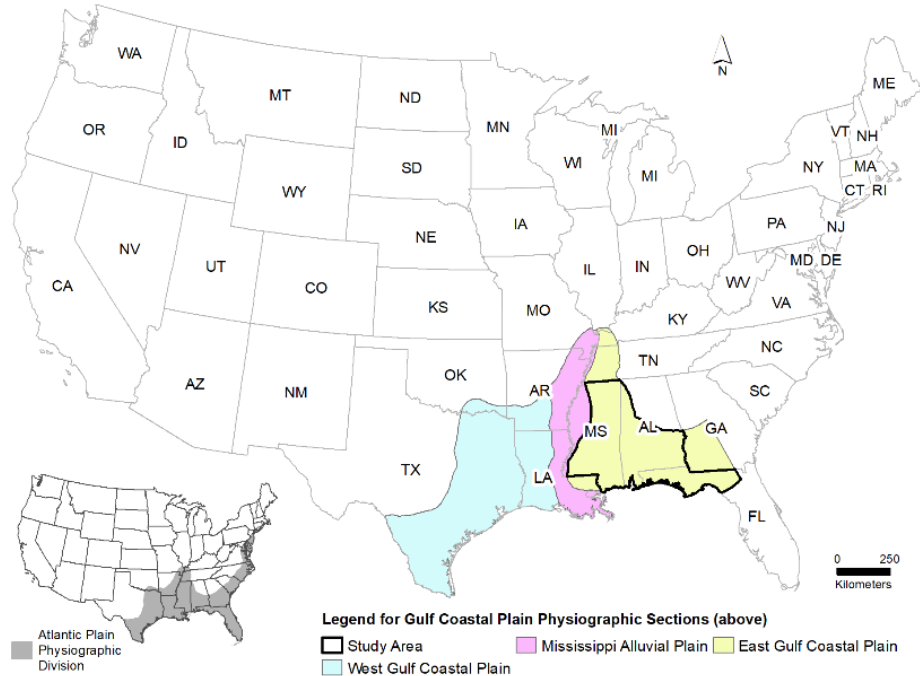 WA
MT
ND
MN
ME
OR
ID
SD
WI
MI
MI
VT
NH
NY
MA
CT
RI
WY
IA
NE
PA
NJ
NV
UT
CO
IL
IN
OH
MD
DE
WV
CA
KS
MO
KY
VA
AZ
NM
OK
AR
TN
NC
SC
TX
LA
MS
AL
GA
FL
N
0 250
Kilometers
Atlantic Plain
Physiographic
Division
Legend for Gulf Coastal Plain Physiographic Sections (above)
Study Area
Mississippi Alluvial Plain
East Gulf Coastal Plain
West Gulf Coastal Plain